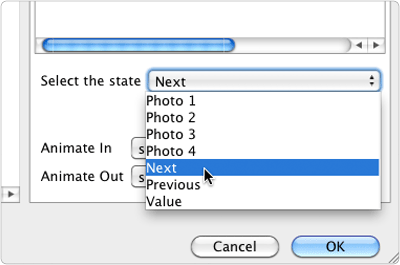 Select the state Next
Photo 1
Photo 2
Photo 3
Animate In Photo 4
Next
Animate Out Previous
Value
Cancel OK